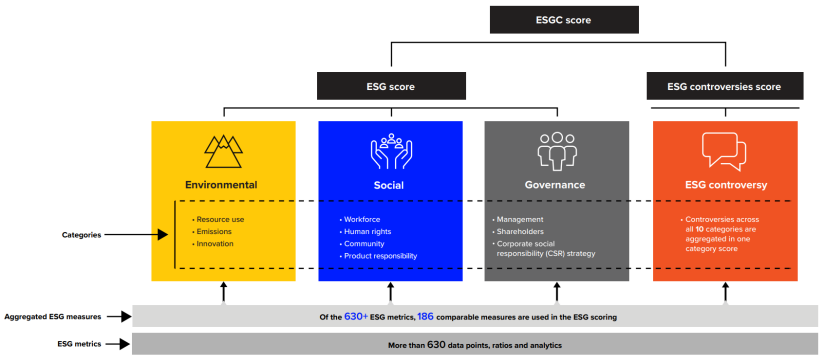 ESGC score
ESG score
ESG controversies score
Environmental
Social
Governance
ESG controversy
Categories
• Resource use
• Emissions
• Innovation
• Workforce
• Human rights
• Community
• Product responsibility
• Management
• Shareholders
• Corporate social
responsibility (CSR) strategy
• Controversies across
all 10 categories are
aggregated in one
category score
Aggregated ESG measures
Of the 630+ ESG metrics, 186 comparable measures are used in the ESG scoring
ESG metrics
More than 630 data points, ratios and analytics